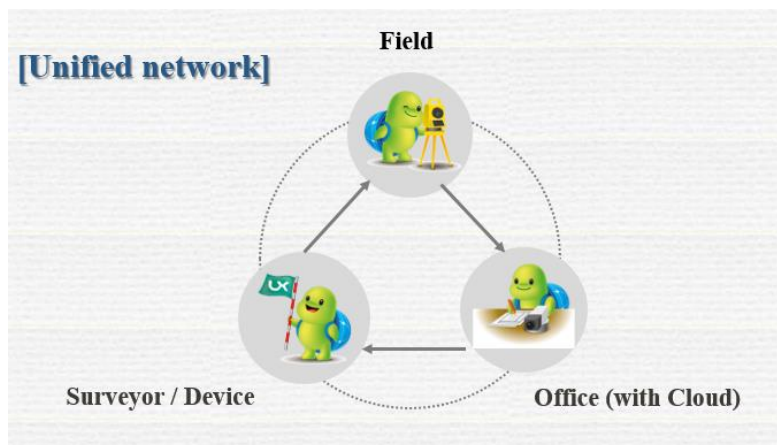 Field
[Unified network]
Surveyor / Device
Office (with Cloud)